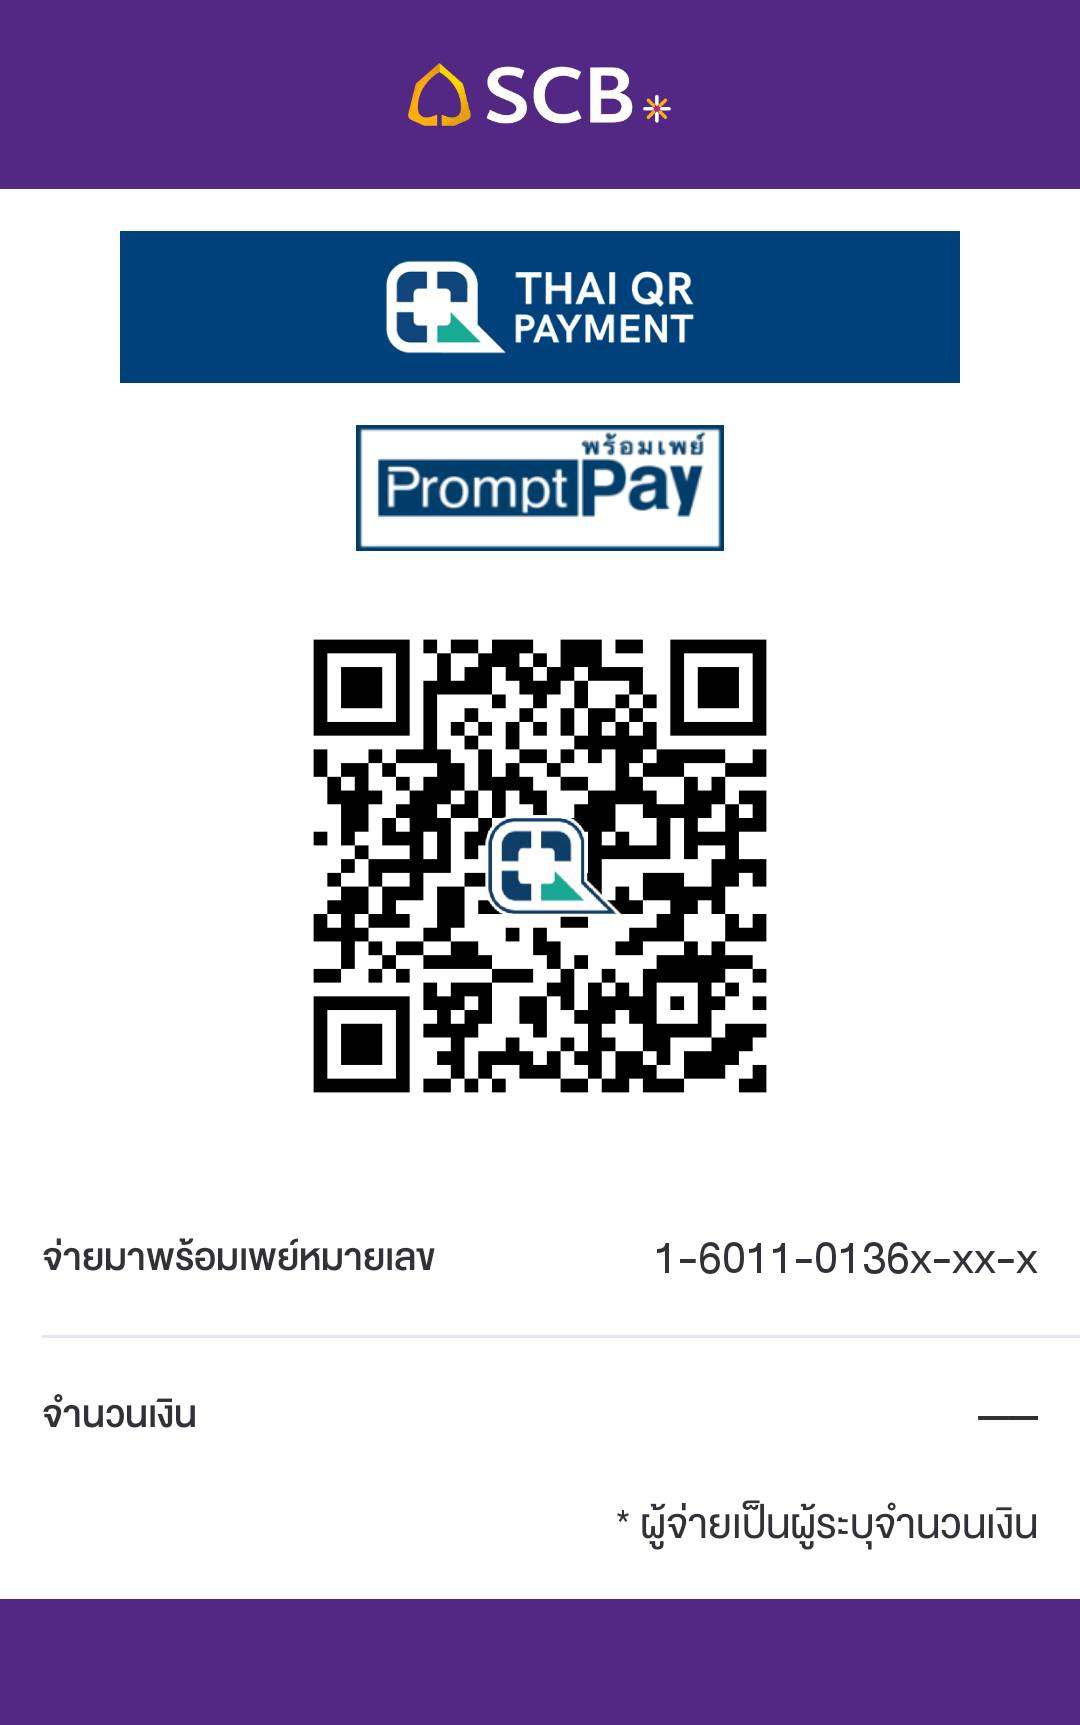 SCB
THAI QR
PAYMENT
พร้อมเพย์
PromptPay
จ่ายมาพร้อมเพย์หมายเลข 1-6011-0136x-xx-x
จำนวนเงิน —
* ผู้จ่ายเป็นผู้ระบุจำนวนเงิน